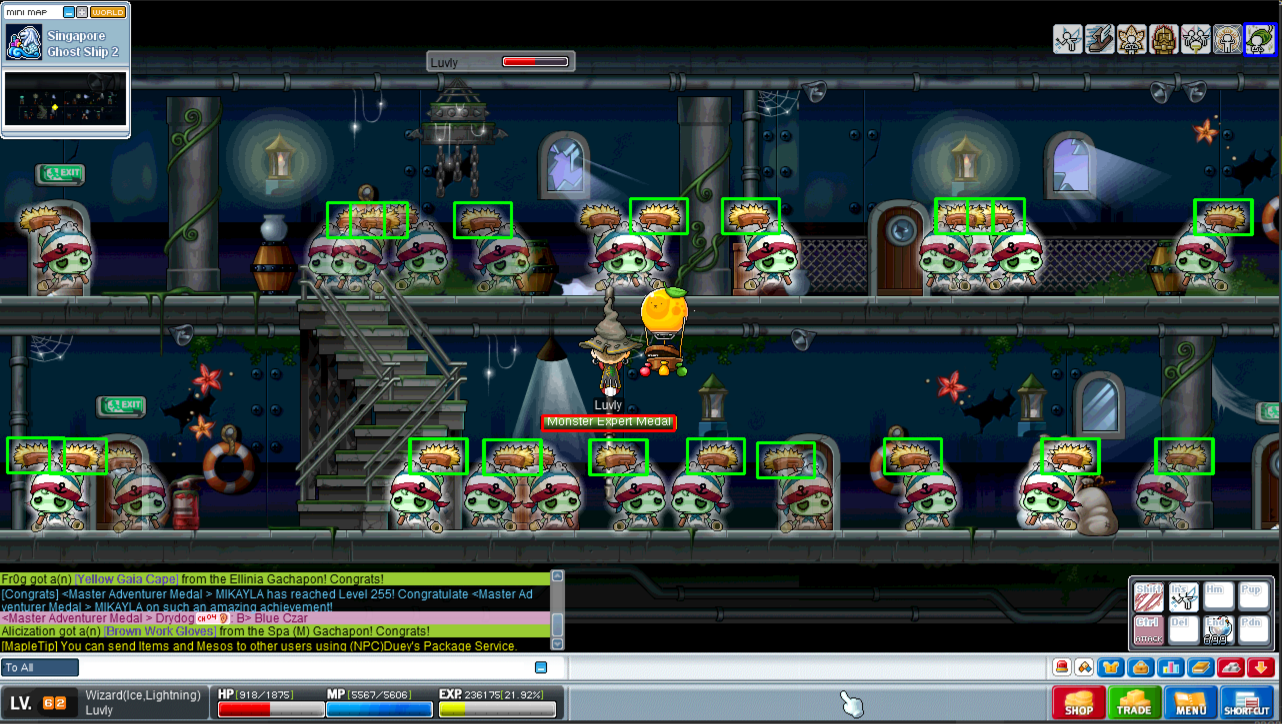 MINI MAP
WORLD
Singapore
Ghost Ship 2
Luvly
EXIT
EXIT
Luvly
Monster Expert Medal
Fr0g got a(n) [Yellow Gaia Cape] from the Ellinia Gachapon! Congrats!
[Congrats] <Master Adventurer Medal > MIKAYLA has reached Level 255! Congratulate <Master Ad
venturer Medal > MIKAYLA on such an amazing achievement!
<Master Adventurer Medal > Drydog CH 04 : B> Blue Czar
Alicization got a(n) [Brown Work Gloves] from the Spa (M) Gachapon! Congrats!
[MapleTip] You can send Items and Mesos to other users using (NPC)Duey's Package Service.
Shift Ins Hm Pup
Ctrl Del End Pdn
ATTACK
To All
LV. 62
Wizard(Ice,Lightning)
Luvly
HP[918/1875] MP[5567/5606] EXP. 236175[21.92%]
SHOP TRADE MENU SHORTCUT